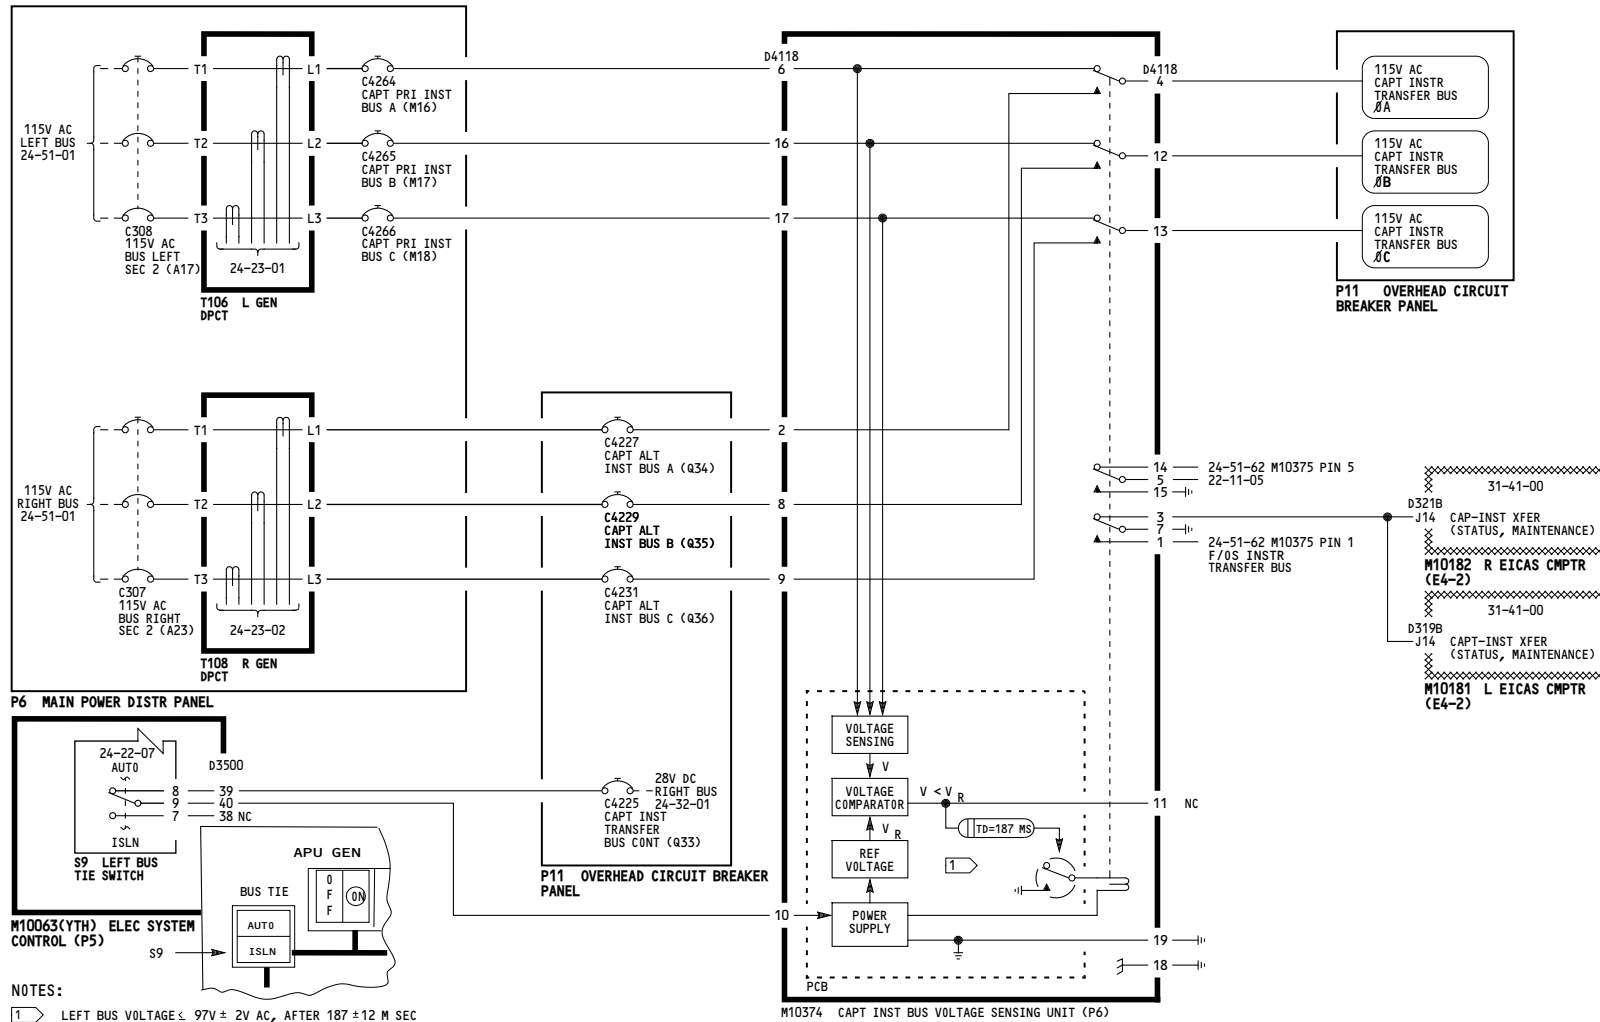 115V AC
LEFT BUS
24-51-01
C308
115V AC
BUS LEFT
SEC 2 (A17)
T1
T2
T3
24-23-01
L1
L2
L3
T106 L GEN
DPCT
C4264
CAPT PRI INST
BUS A (M16)
C4265
CAPT PRI INST
BUS B (M17)
C4266
CAPT PRI INST
BUS C (M18)
D4118
6
16
17
D4118
4
12
13
115V AC
CAPT INSTR
TRANSFER BUS
ØA
115V AC
CAPT INSTR
TRANSFER BUS
ØB
115V AC
CAPT INSTR
TRANSFER BUS
ØC
P11 OVERHEAD CIRCUIT
BREAKER PANEL
115V AC
RIGHT BUS
24-51-01
C307
115V AC
BUS RIGHT
SEC 2 (A23)
T1
T2
T3
24-23-02
L1
L2
L3
T108 R GEN
DPCT
P6 MAIN POWER DISTR PANEL
C4227
CAPT ALT
INST BUS A (Q34)
C4229
CAPT ALT
INST BUS B (Q35)
C4231
CAPT ALT
INST BUS C (Q36)
2
8
9
14 24-51-62 M10375 PIN 5
5 22-11-05
15
3
7
1 24-51-62 M10375 PIN 1
F/OS INSTR
TRANSFER BUS
31-41-00
D321B
J14 CAP-INST XFER
(STATUS, MAINTENANCE)
M10182 R EICAS CMPTR
(E4-2)
31-41-00
D319B
J14 CAPT-INST XFER
(STATUS, MAINTENANCE)
M10181 L EICAS CMPTR
(E4-2)
24-22-07
AUTO
D3500
8 39
9 40
7 38 NC
ISLN
S9 LEFT BUS
TIE SWITCH
M10063(YTH) ELEC SYSTEM
CONTROL (P5)
APU GEN
OFF
ON
BUS TIE
AUTO
ISLN
S9
28V DC
RIGHT BUS
24-32-01
C4225
CAPT INST
TRANSFER
BUS CONT (Q33)
P11 OVERHEAD CIRCUIT BREAKER
PANEL
VOLTAGE
SENSING
V
VOLTAGE
COMPARATOR
V < VR
11 NC
TD=187 MS
VR
REF
VOLTAGE
1
10
POWER
SUPPLY
19
18
PCB
M10374 CAPT INST BUS VOLTAGE SENSING UNIT (P6)
NOTES:
1 LEFT BUS VOLTAGE ≤ 97V ± 2V AC, AFTER 187 ±12 M SEC